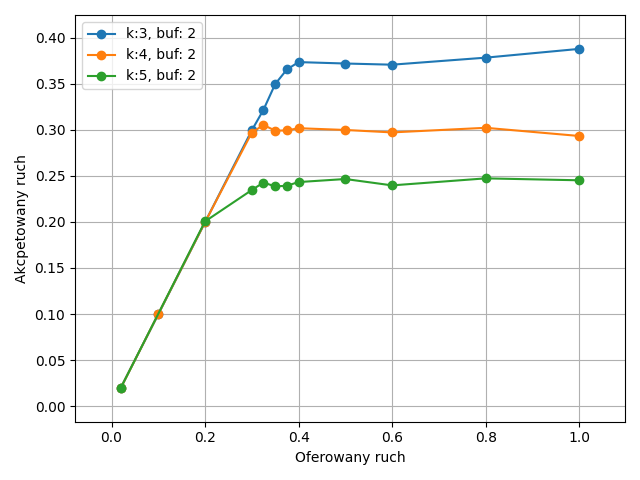 k:3, buf: 2
k:4, buf: 2
k:5, buf: 2
0.40
0.35
0.30
0.25
0.20
0.15
0.10
0.05
0.00
Akcpetowany ruch
0.0 0.2 0.4 0.6 0.8 1.0
Oferowany ruch